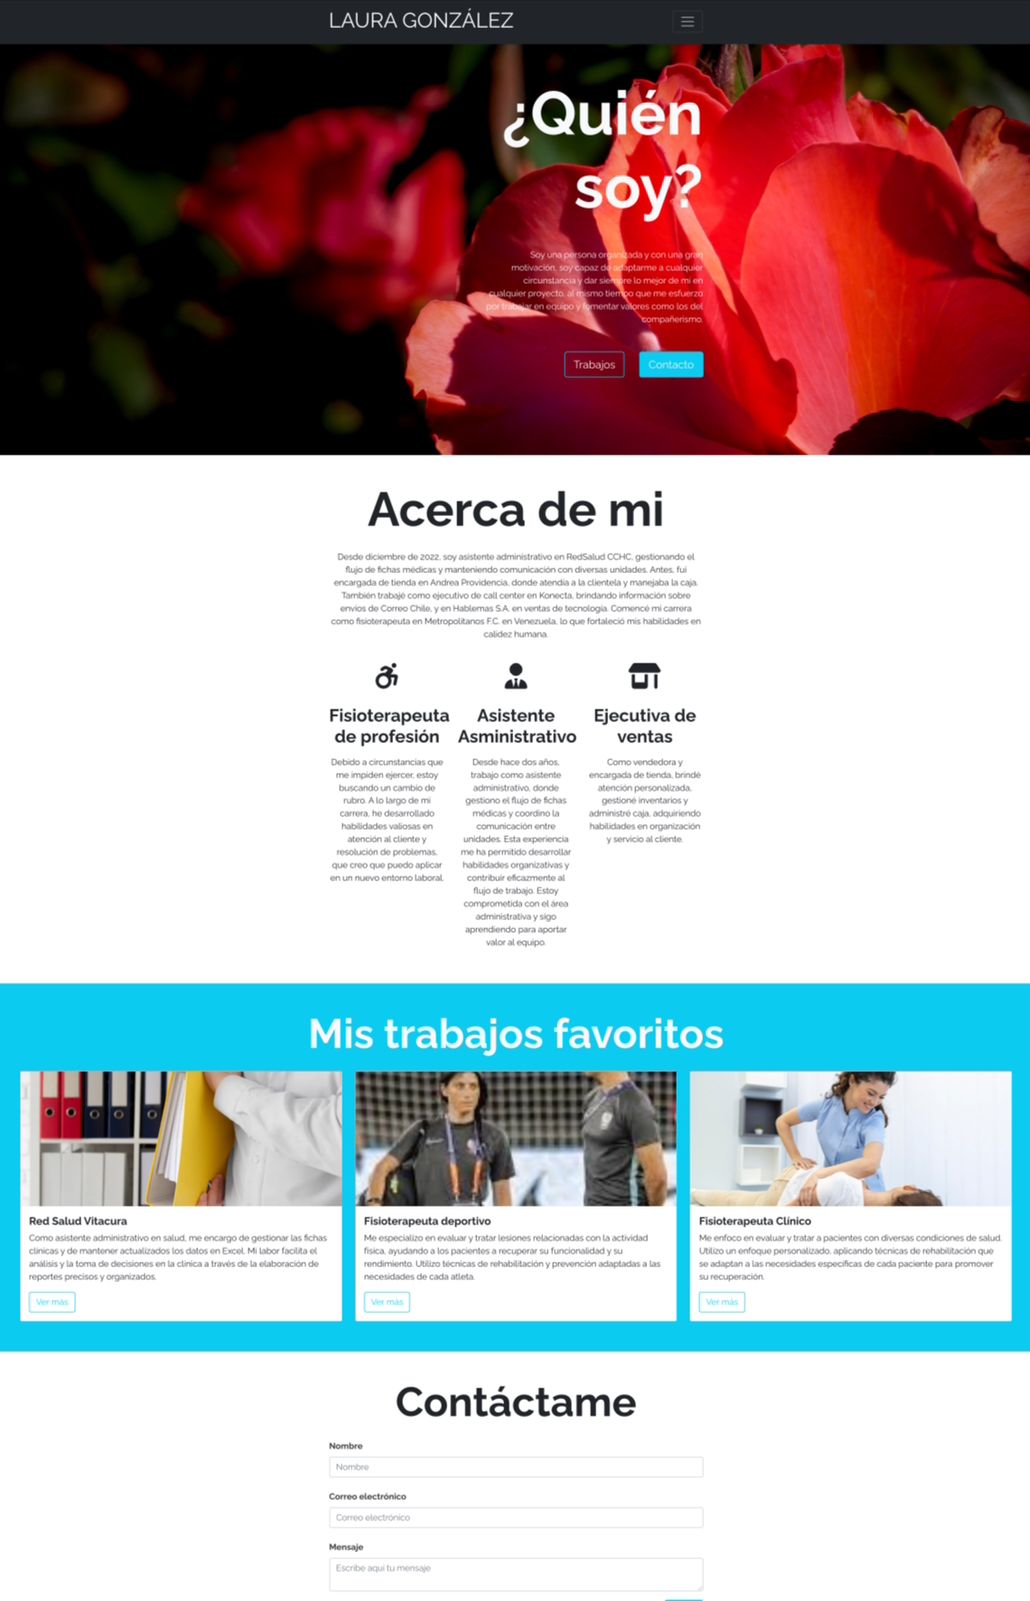 LAURA GONZÁLEZ
¿Quién
soy?
Soy una persona organizada y con una gran
motivación, soy capaz de adaptarme a cualquier
circunstancia y dar siempre lo mejor de mi en
cualquier proyecto, al mismo tiempo que me esfuerzo
por trabajar en equipo y fomentar valores como los del
compañerismo.
Trabajos
Contacto
Acerca de mi
Desde diciembre de 2022, soy asistente administrativo en RedSalud CCHC, gestionando el
flujo de fichas médicas y manteniendo comunicación con diversas unidades. Antes, fui
encargada de tienda en Andrea Providencia, donde atendía a la clientela y manejaba la caja.
También trabajé como ejecutivo de call center en Konecta, brindando información sobre
envíos de Correo Chile, y en Hablemas S.A. en ventas de tecnología. Comencé mi carrera
como fisioterapeuta en Metropolitanos F.C. en Venezuela, lo que fortaleció mis habilidades en
calidez humana.
Fisioterapeuta
de profesión
Debido a circunstancias que
me impiden ejercer, estoy
buscando un cambio de
rubro. A lo largo de mi
carrera, he desarrollado
habilidades valiosas en
atención al cliente y
resolución de problemas,
que creo que puedo aplicar
en un nuevo entorno laboral.
Asistente
Asministrativo
Desde hace dos años,
trabajo como asistente
administrativo, donde
gestiono el flujo de fichas
médicas y coordino la
comunicación entre
unidades. Esta experiencia
me ha permitido desarrollar
habilidades organizativas y
contribuir eficazmente al
flujo de trabajo. Estoy
comprometida con el área
administrativa y sigo
aprendiendo para aportar
valor al equipo.
Ejecutiva de
ventas
Como vendedora y
encargada de tienda, brindé
atención personalizada,
gestioné inventarios y
administré caja, adquiriendo
habilidades en organización
y servicio al cliente.
Mis trabajos favoritos
Red Salud Vitacura
Como asistente administrativo en salud, me encargo de gestionar las fichas
clínicas y de mantener actualizados los datos en Excel. Mi labor facilita el
análisis y la toma de decisiones en la clínica a través de la elaboración de
reportes precisos y organizados.
Ver más
Fisioterapeuta deportivo
Me especializo en evaluar y tratar lesiones relacionadas con la actividad
física, ayudando a los pacientes a recuperar su funcionalidad y su
rendimiento. Utilizo técnicas de rehabilitación y prevención adaptadas a las
necesidades de cada atleta.
Ver más
Fisioterapeuta Clínico
Me enfoco en evaluar y tratar a pacientes con diversas condiciones de salud.
Utilizo un enfoque personalizado, aplicando técnicas de rehabilitación que
se adaptan a las necesidades específicas de cada paciente para promover
su recuperación.
Ver más
Contáctame
Nombre
Nombre
Correo electrónico
Correo electrónico
Mensaje
Escribe aquí tu mensaje